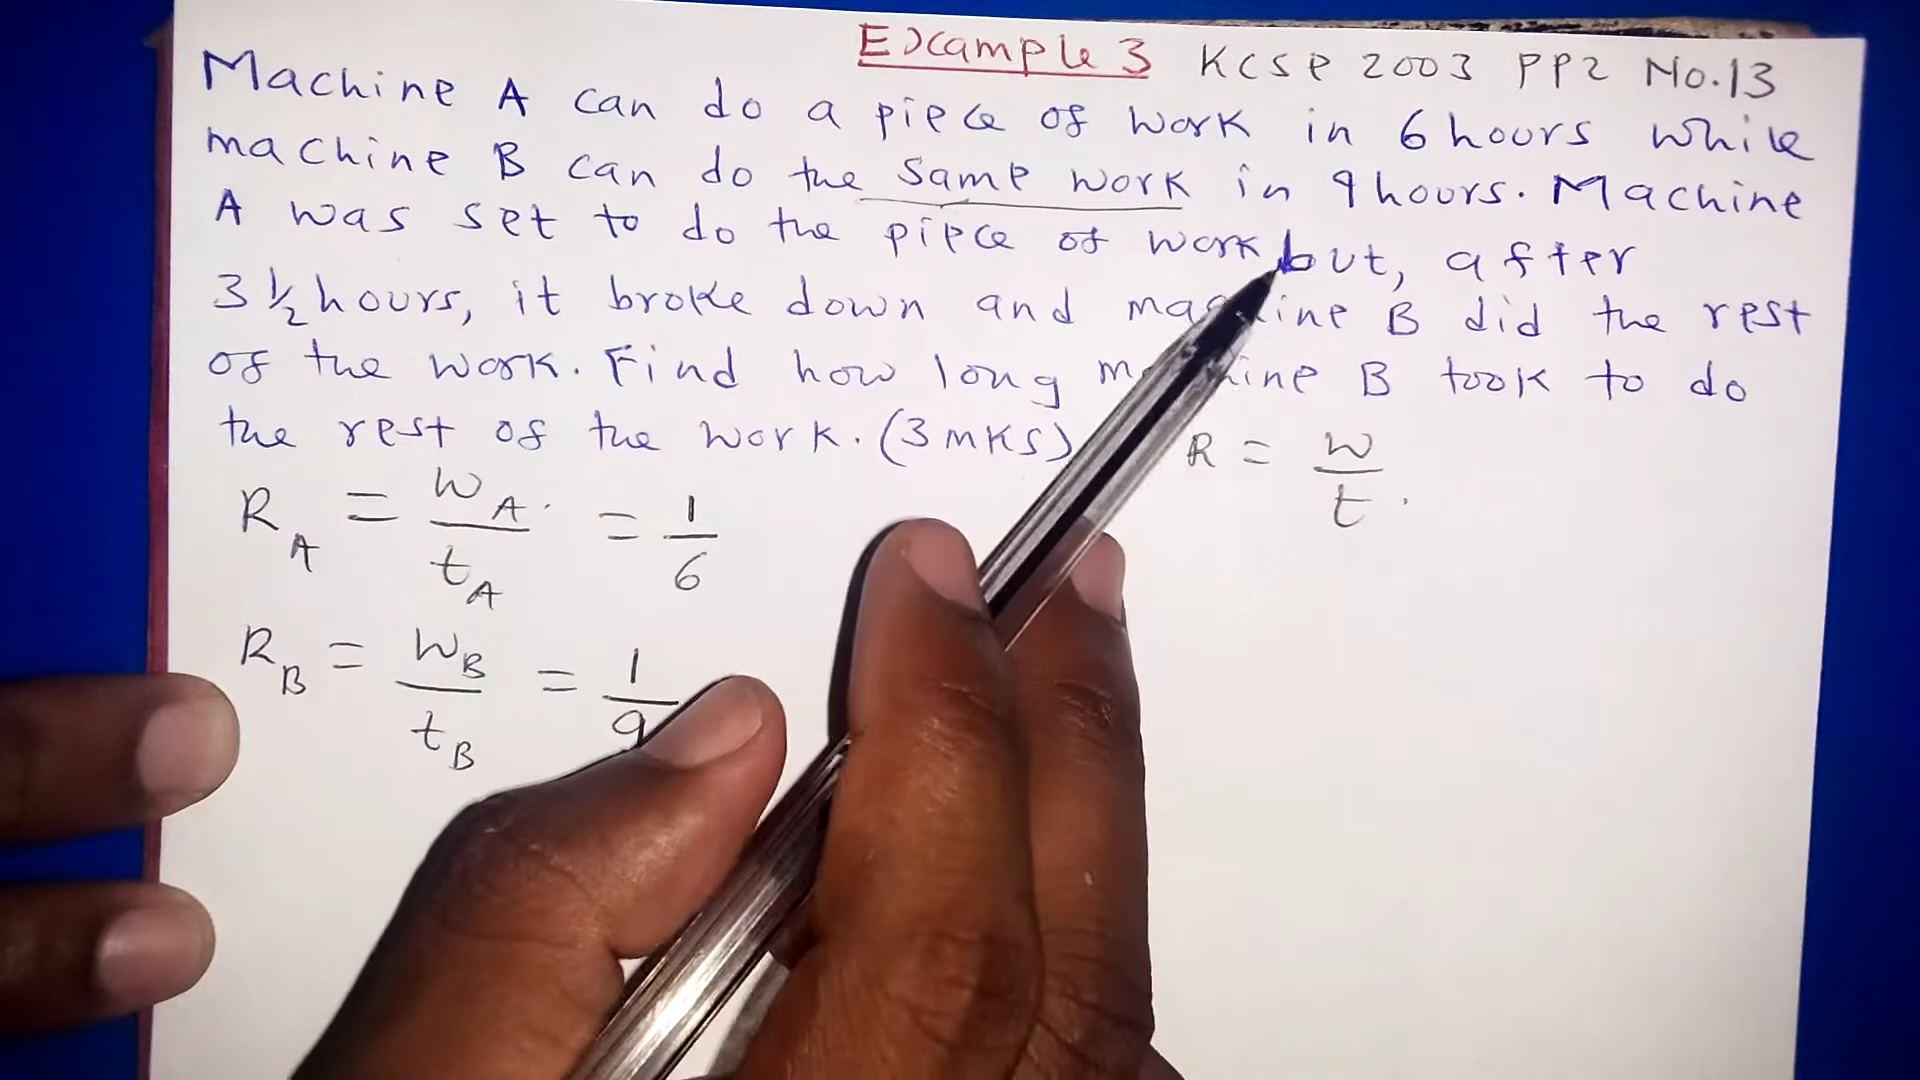 Example 3 KCSE 2003 PP2 No.13
Machine A can do a piece of work in 6 hours while
machine B can do the same work in 9 hours. Machine
A was set to do the piece of work but, after
3 1/2 hours, it broke down and machine B did the rest
of the work. Find how long machine B took to do
the rest of the work. (3 mks)
R = W/t.
R_A = W_A/t_A = 1/6
R_B = W_B/t_B = 1/9